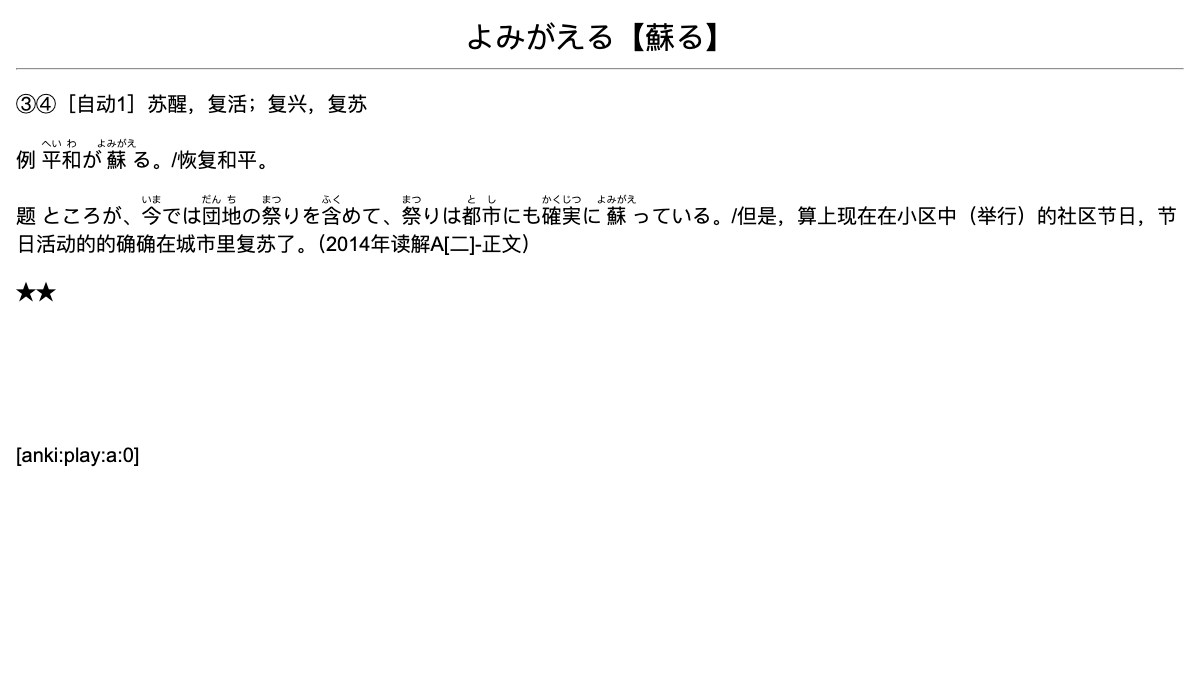 よみがえる【蘇る】
③④［自动1］苏醒，复活；复兴，复苏
へいわ よみがえ
例 平和が蘇る。/恢复和平。
いま だんち まつ ふく まつ とし かくじつ よみがえ
题 ところが、今では団地の祭りを含めて、祭りは都市にも確実に蘇っている。/但是，算上现在在小区中（举行）的社区节日，节
日活动的的确确在城市里复苏了。（2014年读解A[二]-正文）
★★
[anki:play:a:0]